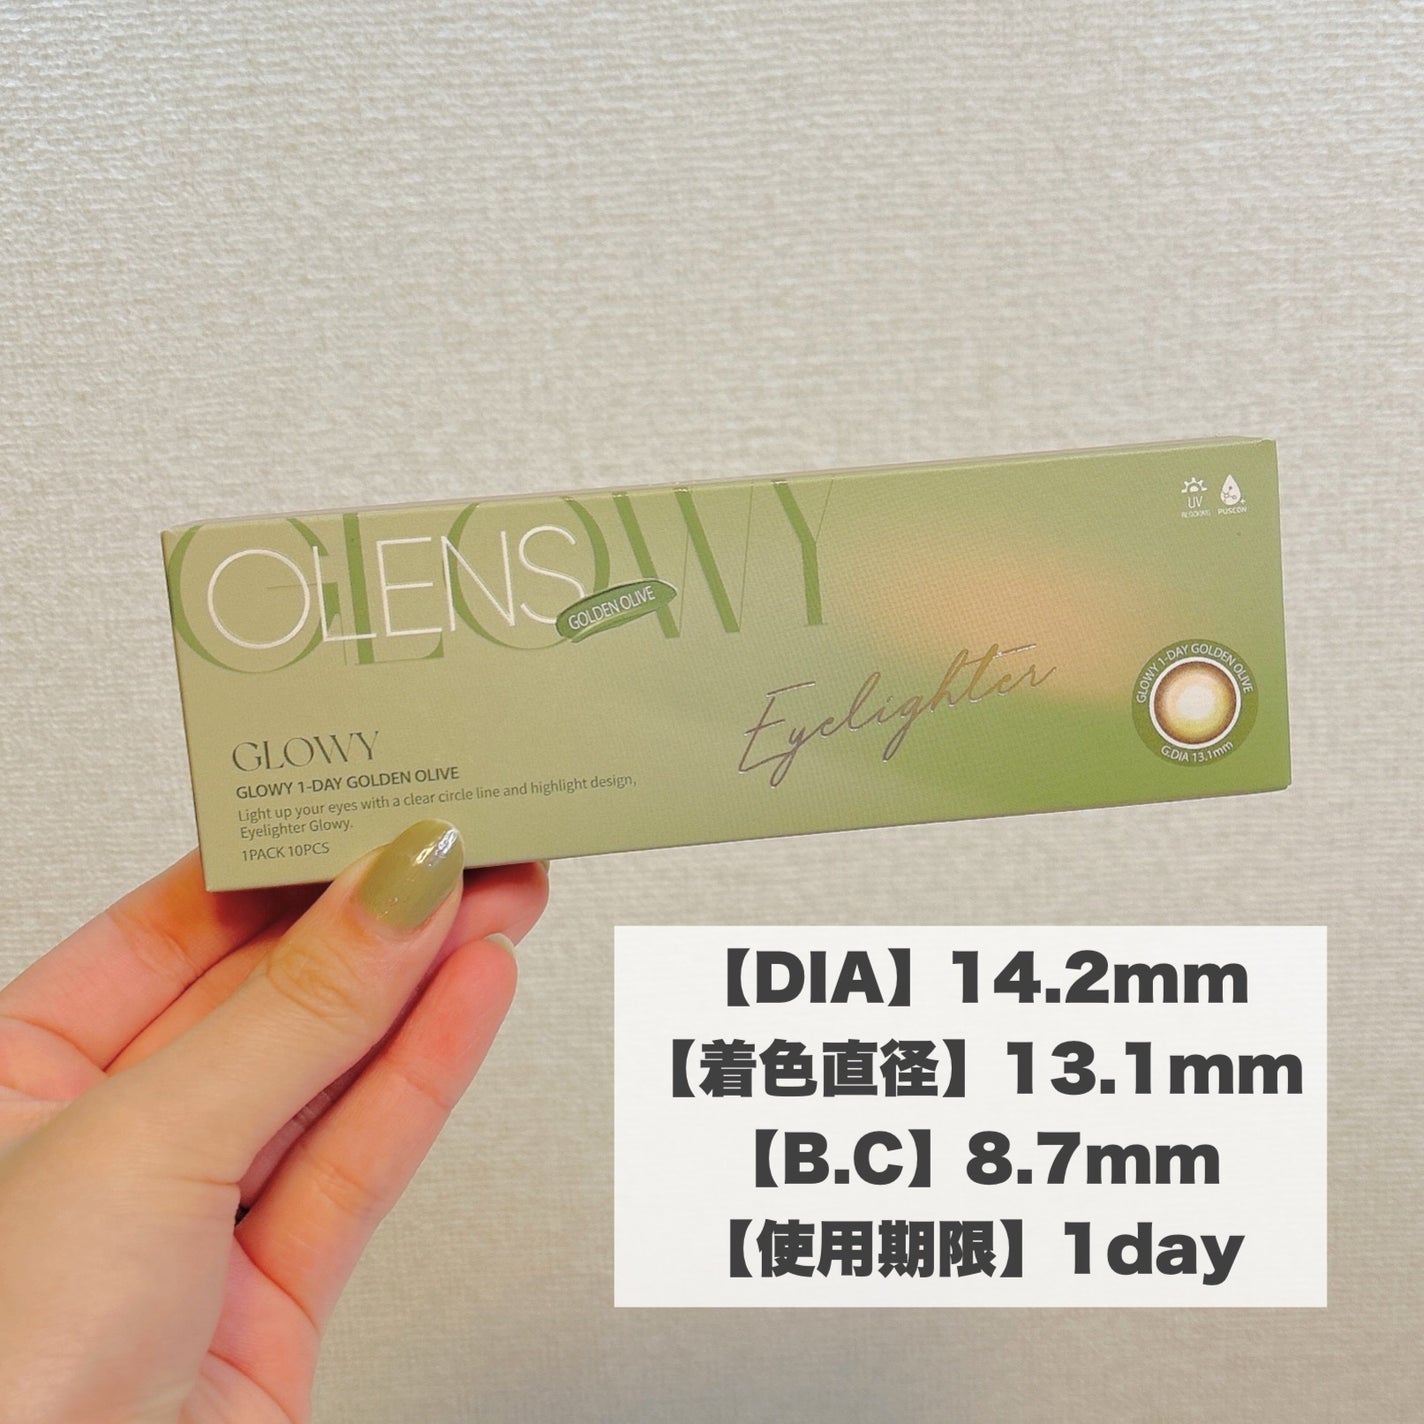 GLOWY
OLENS
GOLDEN OLIVE
UV
PUSCON
Eyelighter
GLOWY 1-DAY GOLDEN OLIVE
G.DIA 13.1mm
GLOWY
GLOWY 1-DAY GOLDEN OLIVE
Light up your eyes with a clear circle line and highlight design,
Eyelighter Glowy.
1PACK 10PCS
【DIA】14.2mm
【着色直径】13.1mm
【B.C】8.7mm
【使用期限】1day